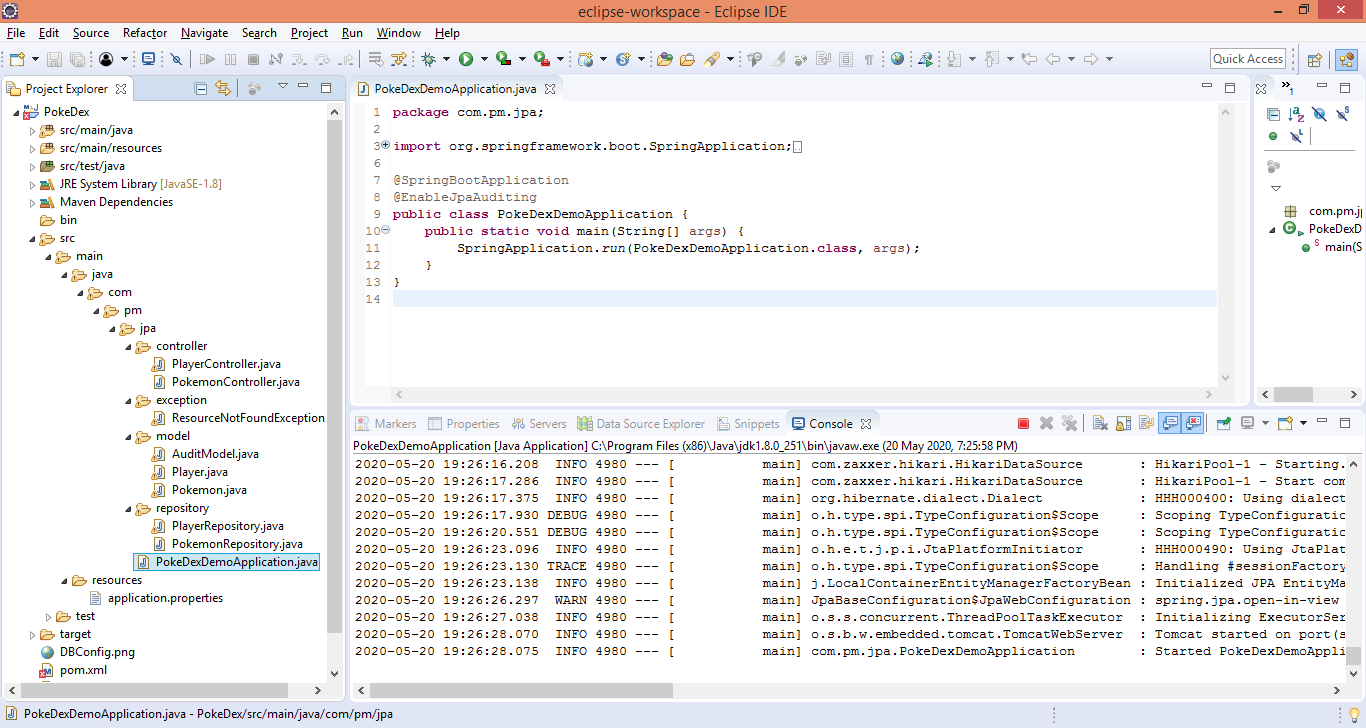 eclipse-workspace - Eclipse IDE
File Edit Source Refactor Navigate Search Project Run Window Help
Quick Access
Project Explorer
PokeDex
src/main/java
src/main/resources
src/test/java
JRE System Library [JavaSE-1.8]
Maven Dependencies
bin
src
main
java
com
pm
jpa
controller
PlayerController.java
PokemonController.java
exception
ResourceNotFoundException
model
AuditModel.java
Player.java
Pokemon.java
repository
PlayerRepository.java
PokemonRepository.java
PokeDexDemoApplication.java
resources
application.properties
test
target
DBConfig.png
pom.xml
PokeDexDemoApplication.java
1 package com.pm.jpa;
2
3 import org.springframework.boot.SpringApplication;
6
7 @SpringBootApplication
8 @EnableJpaAuditing
9 public class PokeDexDemoApplication {
10 public static void main(String[] args) {
11 SpringApplication.run(PokeDexDemoApplication.class, args);
12 }
13 }
14
com.pm.jp
PokeDexD
main(S
Markers Properties Servers Data Source Explorer Snippets Console
PokeDexDemoApplication [Java Application] C:\Program Files (x86)\Java\jdk1.8.0_251\bin\javaw.exe (20 May 2020, 7:25:58 PM)
2020-05-20 19:26:16.208 INFO 4980 --- [ main] com.zaxxer.hikari.HikariDataSource : HikariPool-1 - Starting.
2020-05-20 19:26:17.286 INFO 4980 --- [ main] com.zaxxer.hikari.HikariDataSource : HikariPool-1 - Start com
2020-05-20 19:26:17.375 INFO 4980 --- [ main] org.hibernate.dialect.Dialect : HHH000400: Using dialect
2020-05-20 19:26:17.930 DEBUG 4980 --- [ main] o.h.type.spi.TypeConfiguration$Scope : Scoping TypeConfiguratio
2020-05-20 19:26:20.551 DEBUG 4980 --- [ main] o.h.type.spi.TypeConfiguration$Scope : Scoping TypeConfiguratio
2020-05-20 19:26:23.096 INFO 4980 --- [ main] o.h.e.t.j.p.i.JtaPlatformInitiator : HHH000490: Using JtaPlat
2020-05-20 19:26:23.130 TRACE 4980 --- [ main] o.h.type.spi.TypeConfiguration$Scope : Handling #sessionFactory
2020-05-20 19:26:23.138 INFO 4980 --- [ main] j.LocalContainerEntityManagerFactoryBean : Initialized JPA EntityMa
2020-05-20 19:26:26.297 WARN 4980 --- [ main] JpaBaseConfiguration$JpaWebConfiguration : spring.jpa.open-in-view
2020-05-20 19:26:27.038 INFO 4980 --- [ main] o.s.s.concurrent.ThreadPoolTaskExecutor : Initializing ExecutorSer
2020-05-20 19:26:28.070 INFO 4980 --- [ main] o.s.b.w.embedded.tomcat.TomcatWebServer : Tomcat started on port(s
2020-05-20 19:26:28.075 INFO 4980 --- [ main] com.pm.jpa.PokeDexDemoApplication : Started PokeDexDemoAppli
PokeDexDemoApplication.java - PokeDex/src/main/java/com/pm/jpa